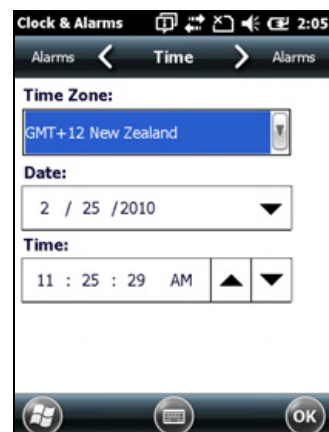 Clock & Alarms 2:05
Alarms Time Alarms
Time Zone:
GMT+12 New Zealand
Date:
2 / 25 /2010
Time:
11 : 25 : 29 AM
OK